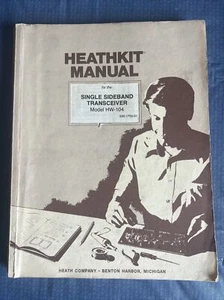 HEATHKIT®
MANUAL
for the
SINGLE SIDEBAND
TRANSCEIVER
Model HW-104
HEATH COMPANY • BENTON HARBOR, MICHIGAN